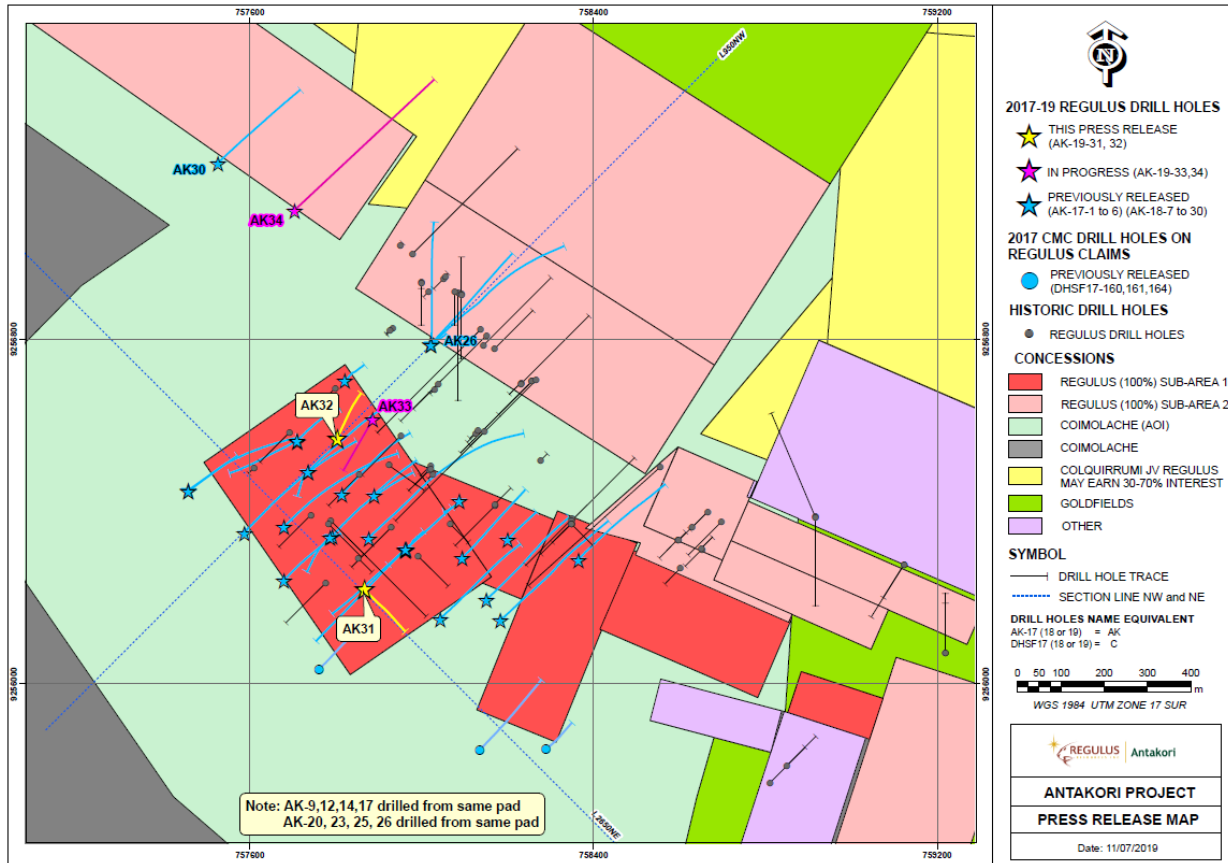 757600
758400
759200
L950NW
AK30
AK34
9256800
9256800
AK26
AK32
AK33
AK31
9256000
9256000
Note: AK-9,12,14,17 drilled from same pad
AK-20, 23, 25, 26 drilled from same pad
L2650NE
757600
758400
759200
N
2017-19 REGULUS DRILL HOLES
THIS PRESS RELEASE
(AK-19-31, 32)
IN PROGRESS (AK-19-33,34)
PREVIOUSLY RELEASED
(AK-17-1 to 6) (AK-18-7 to 30)
2017 CMC DRILL HOLES ON
REGULUS CLAIMS
PREVIOUSLY RELEASED
(DHSF17-160,161,164)
HISTORIC DRILL HOLES
REGULUS DRILL HOLES
CONCESSIONS
REGULUS (100%) SUB-AREA 1
REGULUS (100%) SUB-AREA 2
COIMOLACHE (AOI)
COIMOLACHE
COLQUIRRUMI JV REGULUS
MAY EARN 30-70% INTEREST
GOLDFIELDS
OTHER
SYMBOL
DRILL HOLE TRACE
SECTION LINE NW and NE
DRILL HOLES NAME EQUIVALENT
AK-17 (18 or 19) = AK
DHSF17 (18 or 19) = C
0 50 100 200 300 400
m
WGS 1984 UTM ZONE 17 SUR
REGULUS Antakori
ANTAKORI PROJECT
PRESS RELEASE MAP
Date: 11/07/2019